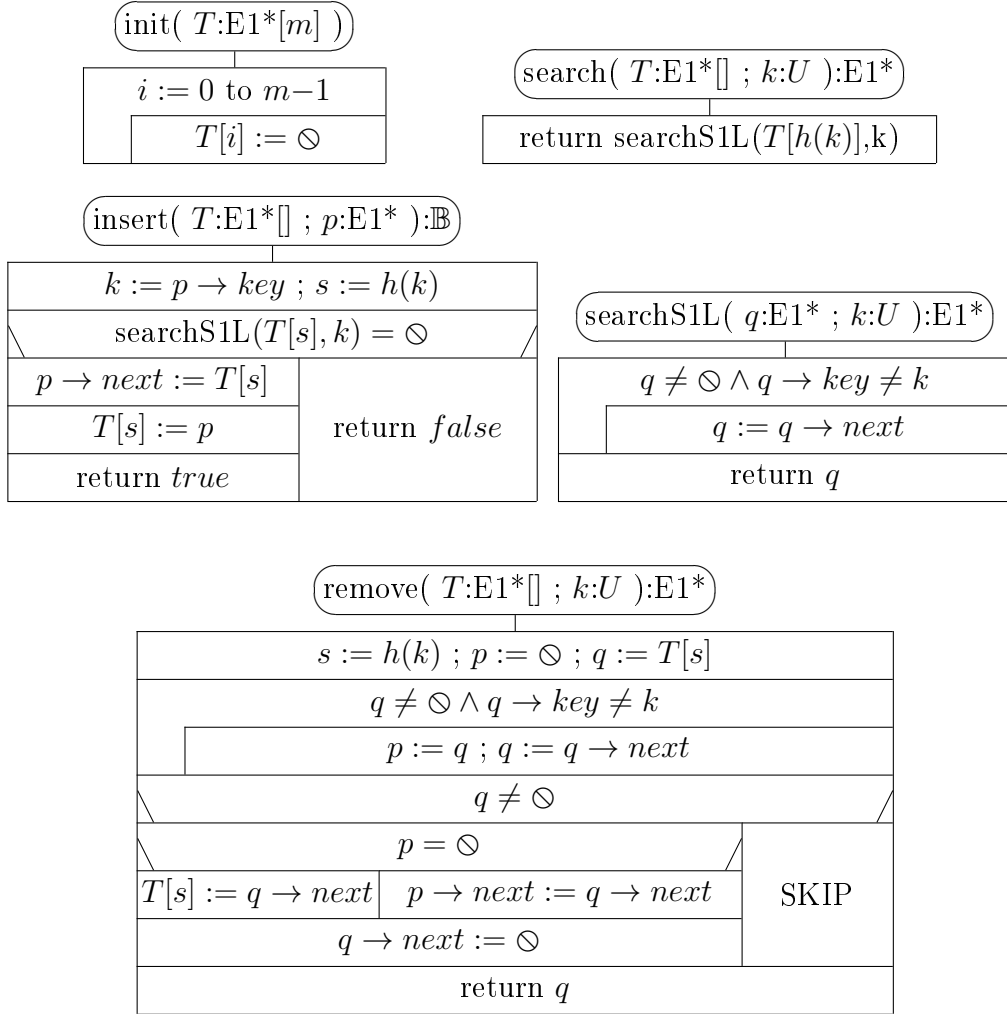 init( T:E1*[m] )
i := 0 to m−1
T[i] := ⦸
search( T:E1*[] ; k:U ):E1*
return searchS1L(T[h(k)],k)
insert( T:E1*[] ; p:E1* ):𝔹
k := p → key ; s := h(k)
searchS1L(T[s], k) = ⦸
p → next := T[s]
T[s] := p
return true
return false
searchS1L( q:E1* ; k:U ):E1*
q ≠ ⦸ ∧ q → key ≠ k
q := q → next
return q
remove( T:E1*[] ; k:U ):E1*
s := h(k) ; p := ⦸ ; q := T[s]
q ≠ ⦸ ∧ q → key ≠ k
p := q ; q := q → next
q ≠ ⦸
p = ⦸
T[s] := q → next
p → next := q → next
q → next := ⦸
SKIP
return q